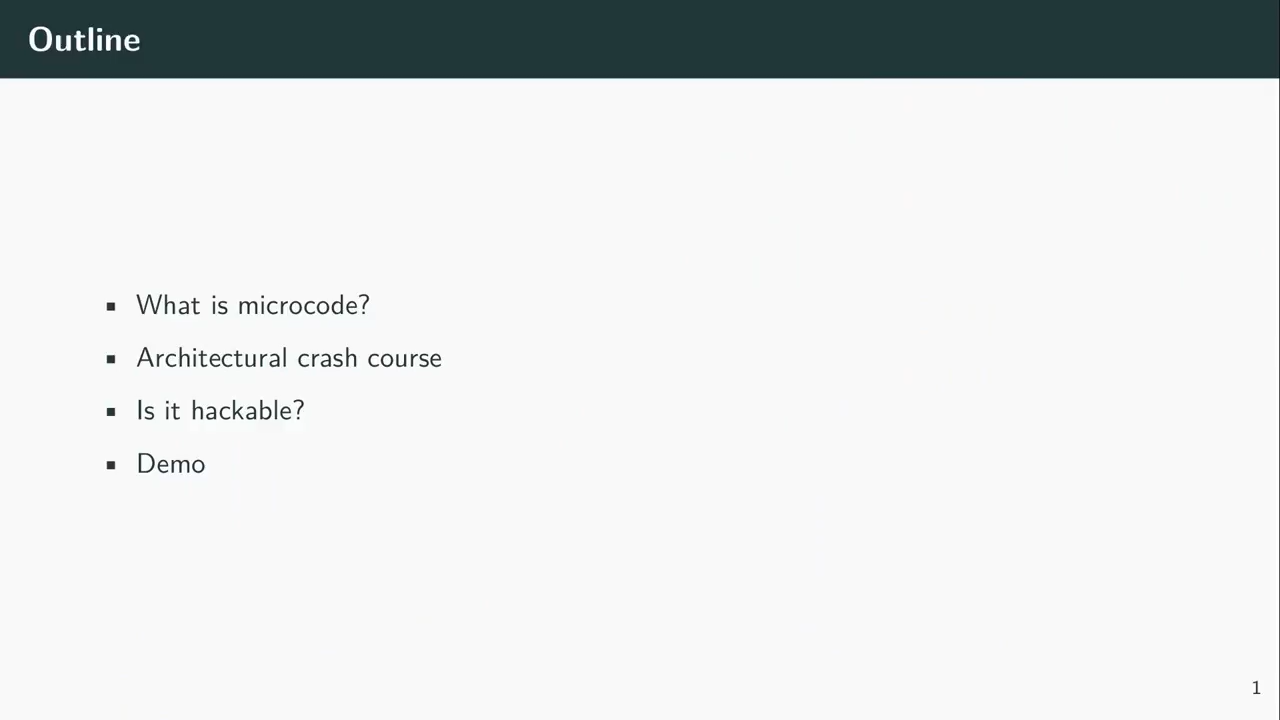 Outline
▪ What is microcode?
▪ Architectural crash course
▪ Is it hackable?
▪ Demo
1